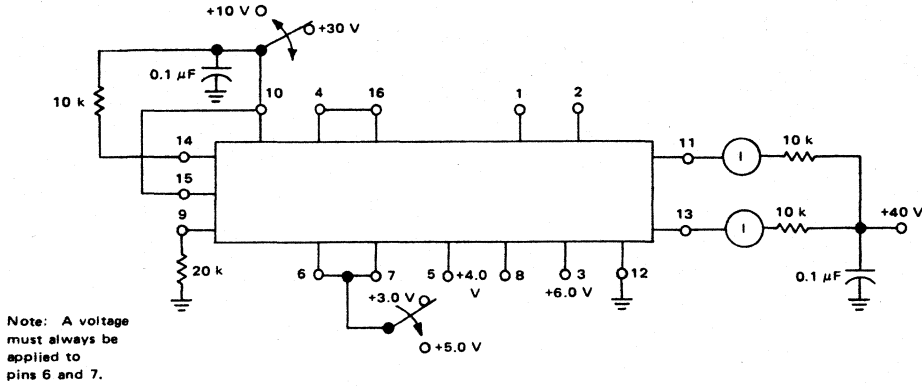 +10 V
+30 V
0.1 µF
10 k
10
4
16
1
2
14
11
I
10 k
15
9
13
I
10 k
+40 V
20 k
6
7
5
+4.0
V
8
3
+6.0 V
12
0.1 µF
+3.0 V
+5.0 V
Note: A voltage
must always be
applied to
pins 6 and 7.